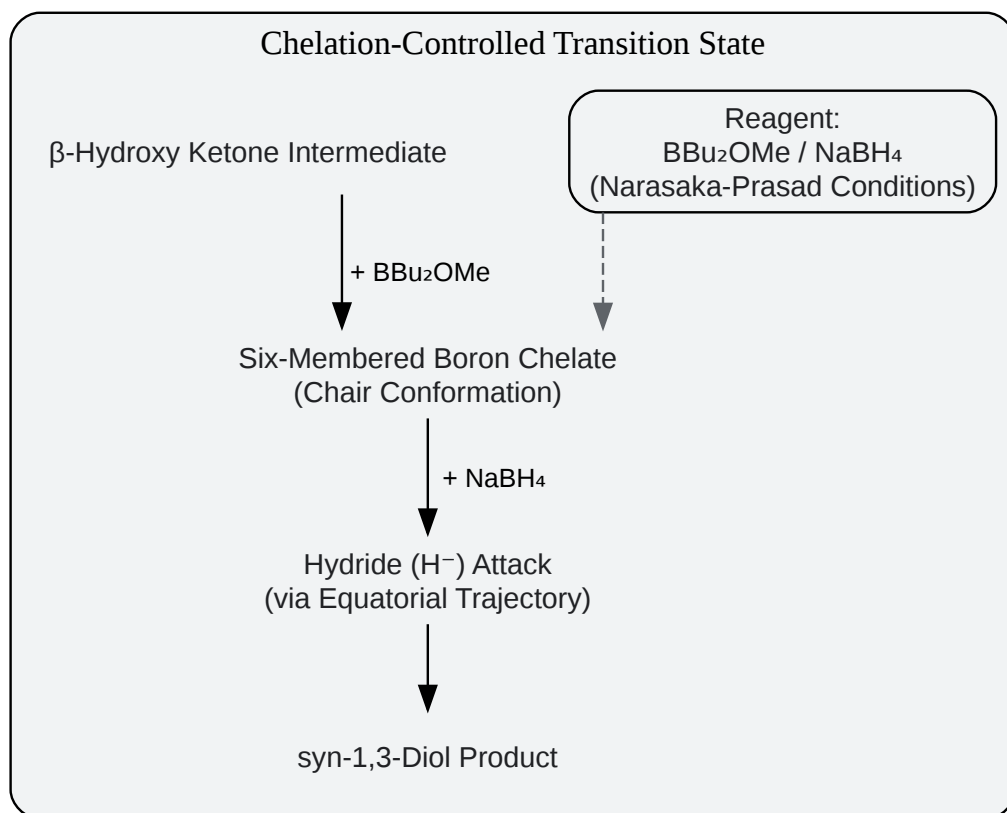 Chelation-Controlled Transition State
β-Hydroxy Ketone Intermediate
Reagent:
BBu₂OMe / NaBH₄
(Narasaka-Prasad Conditions)
+ BBu₂OMe
Six-Membered Boron Chelate
(Chair Conformation)
+ NaBH₄
Hydride (H⁻) Attack
(via Equatorial Trajectory)
syn-1,3-Diol Product